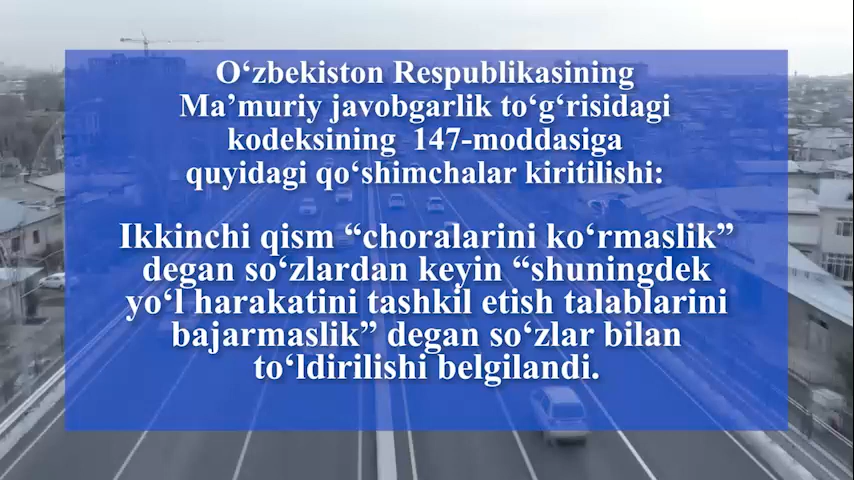 O‘zbekiston Respublikasining
Ma’muriy javobgarlik to‘g‘risidagi
kodeksining 147-moddasiga
quyidagi qo‘shimchalar kiritilishi:
Ikkinchi qism “choralarini ko‘rmaslik”
degan so‘zlardan keyin “shuningdek
yo‘l harakatini tashkil etish talablarini
bajarmaslik” degan so‘zlar bilan
to‘ldirilishi belgilandi.